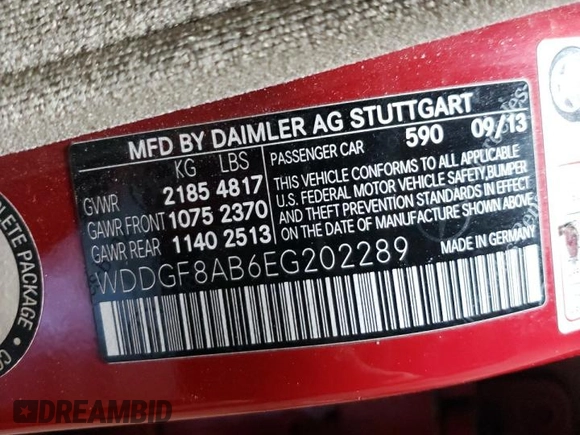 MFD BY DAIMLER AG STUTTGART
KG LBS
PASSENGER CAR 590 09/13
GVWR 2185 4817
GAWR FRONT 1075 2370
GAWR REAR 1140 2513
THIS VEHICLE CONFORMS TO ALL APPLICABLE
U.S. FEDERAL MOTOR VEHICLE SAFETY, BUMPER,
AND THEFT PREVENTION STANDARDS IN EFFECT
ON THE DATE OF MANUFACTURE SHOWN ABOVE.
WDDGF8AB6EG202289
MADE IN GERMANY
PACKAGE
DREAMBID